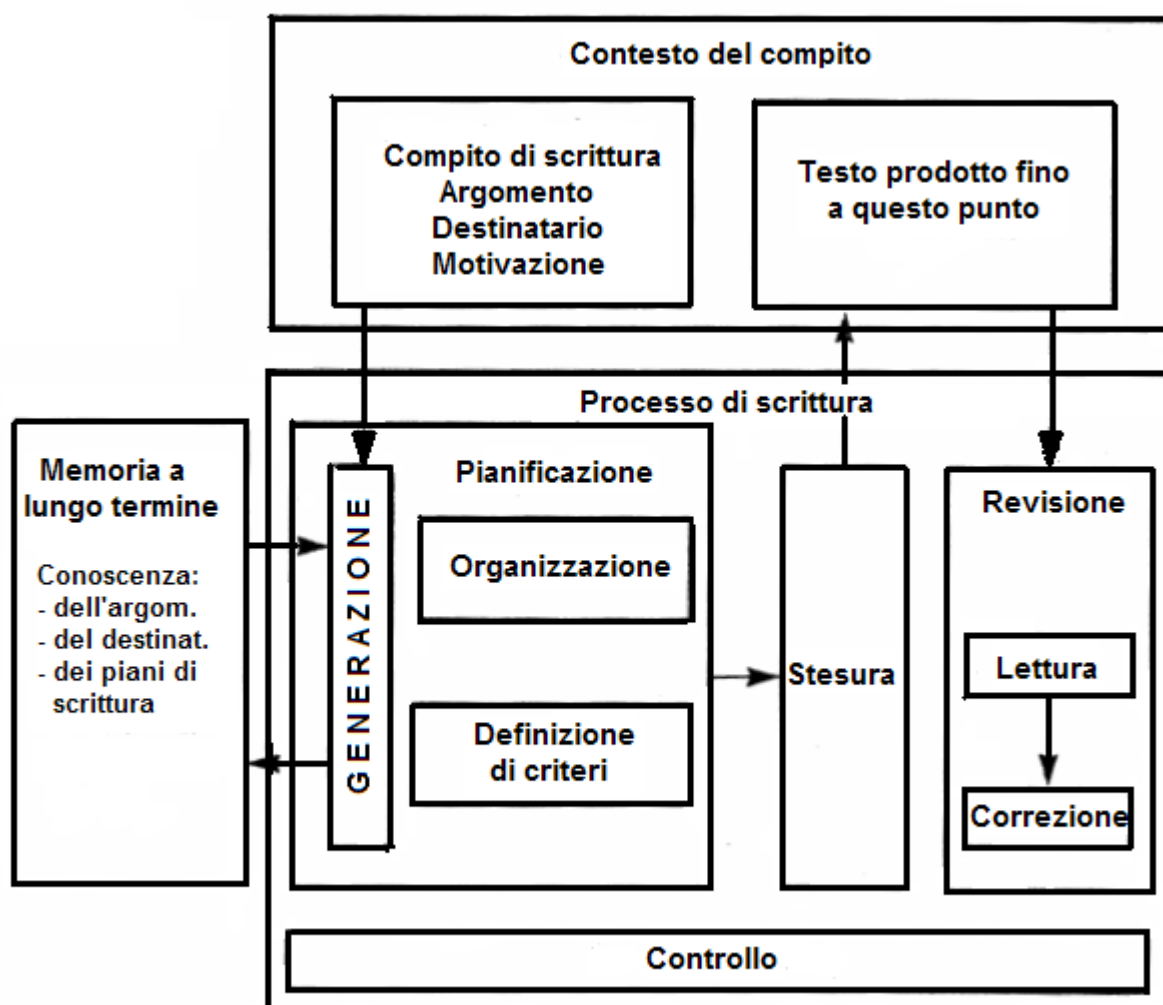 Contesto del compito
Compito di scrittura
Argomento
Destinatario
Motivazione
Testo prodotto fino
a questo punto
Processo di scrittura
Memoria a
lungo termine
Conoscenza:
- dell'argom.
- del destinat.
- dei piani di
scrittura
GENERAZIONE
Pianificazione
Organizzazione
Definizione
di criteri
Stesura
Revisione
Lettura
Correzione
Controllo